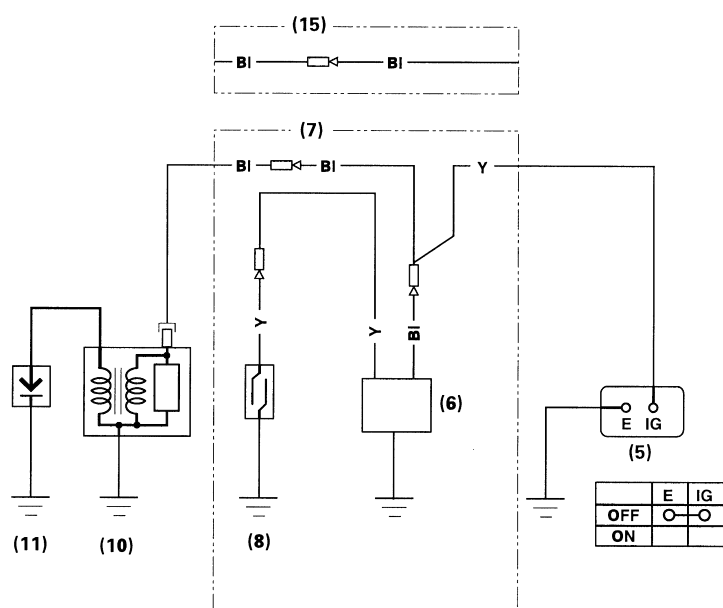 (15)
Bl Bl
(7)
Bl Bl Y
Y Y Bl
(6)
E IG
(5)
E IG
OFF
ON
(11) (10) (8)